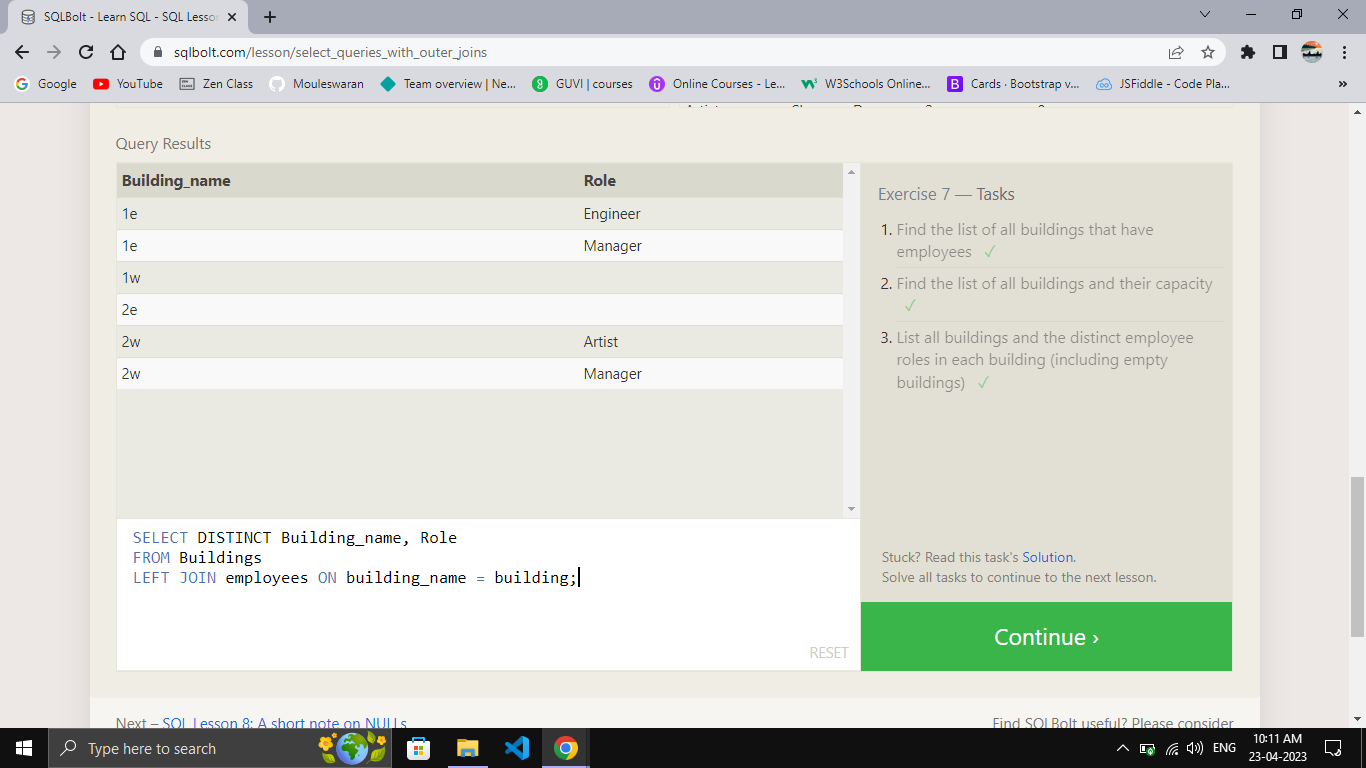 SQLBolt - Learn SQL - SQL Lesson
sqlbolt.com/lesson/select_queries_with_outer_joins
Google YouTube Zen Class Mouleswaran Team overview | Ne... GUVI | courses Online Courses - Le... W3Schools Online... Cards · Bootstrap v... JSFiddle - Code Pla... »
Query Results
Building_name Role
1e Engineer
1e Manager
1w
2e
2w Artist
2w Manager
SELECT DISTINCT Building_name, Role
FROM Buildings
LEFT JOIN employees ON building_name = building;
RESET
Exercise 7 — Tasks
1. Find the list of all buildings that have
employees ✓
2. Find the list of all buildings and their capacity
✓
3. List all buildings and the distinct employee
roles in each building (including empty
buildings) ✓
Stuck? Read this task's Solution.
Solve all tasks to continue to the next lesson.
Continue ›
Next – SQL Lesson 8: A short note on NULLs
Find SQLBolt useful? Please consider
Type here to search
ENG
10:11 AM
23-04-2023